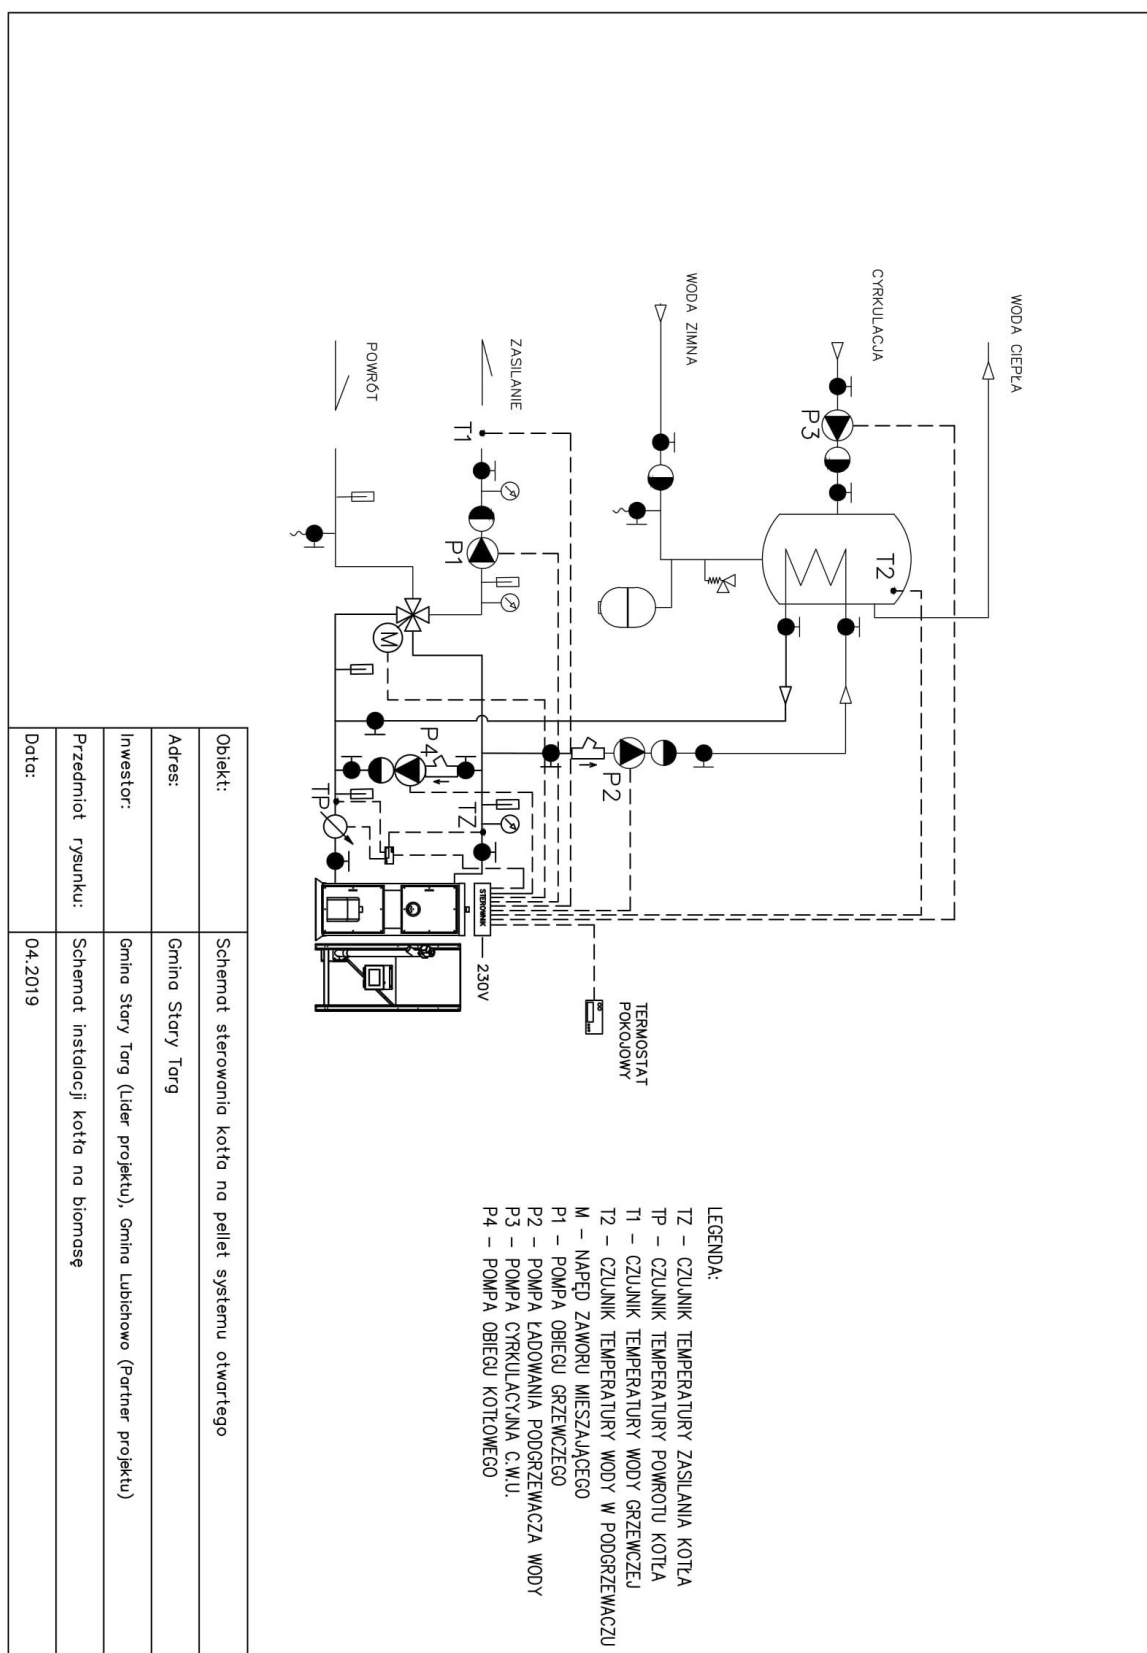 WODA CIEPŁA
CYRKULACJA
P3
T2
WODA ZIMNA
ZASILANIE
T1
P1
POWRÓT
M
P2
P4
TZ
TP
STEROWNIK
230V
TERMOSTAT
POKOJOWY
LEGENDA:
TZ – CZUJNIK TEMPERATURY ZASILANIA KOTŁA
TP – CZUJNIK TEMPERATURY POWROTU KOTŁA
T1 – CZUJNIK TEMPERATURY WODY GRZEWCZEJ
T2 – CZUJNIK TEMPERATURY WODY W PODGRZEWACZU
M – NAPĘD ZAWORU MIESZAJĄCEGO
P1 – POMPA OBIEGU GRZEWCZEGO
P2 – POMPA ŁADOWANIA PODGRZEWACZA WODY
P3 – POMPA CYRKULACYJNA C.W.U.
P4 – POMPA OBIEGU KOTŁOWEGO
Obiekt: Schemat sterowania kotła na pellet systemu otwartego
Adres: Gmina Stary Targ
Inwestor: Gmina Stary Targ (Lider projektu), Gmina Lubichowo (Partner projektu)
Przedmiot rysunku: Schemat instalacji kotła na biomasę
Data: 04.2019